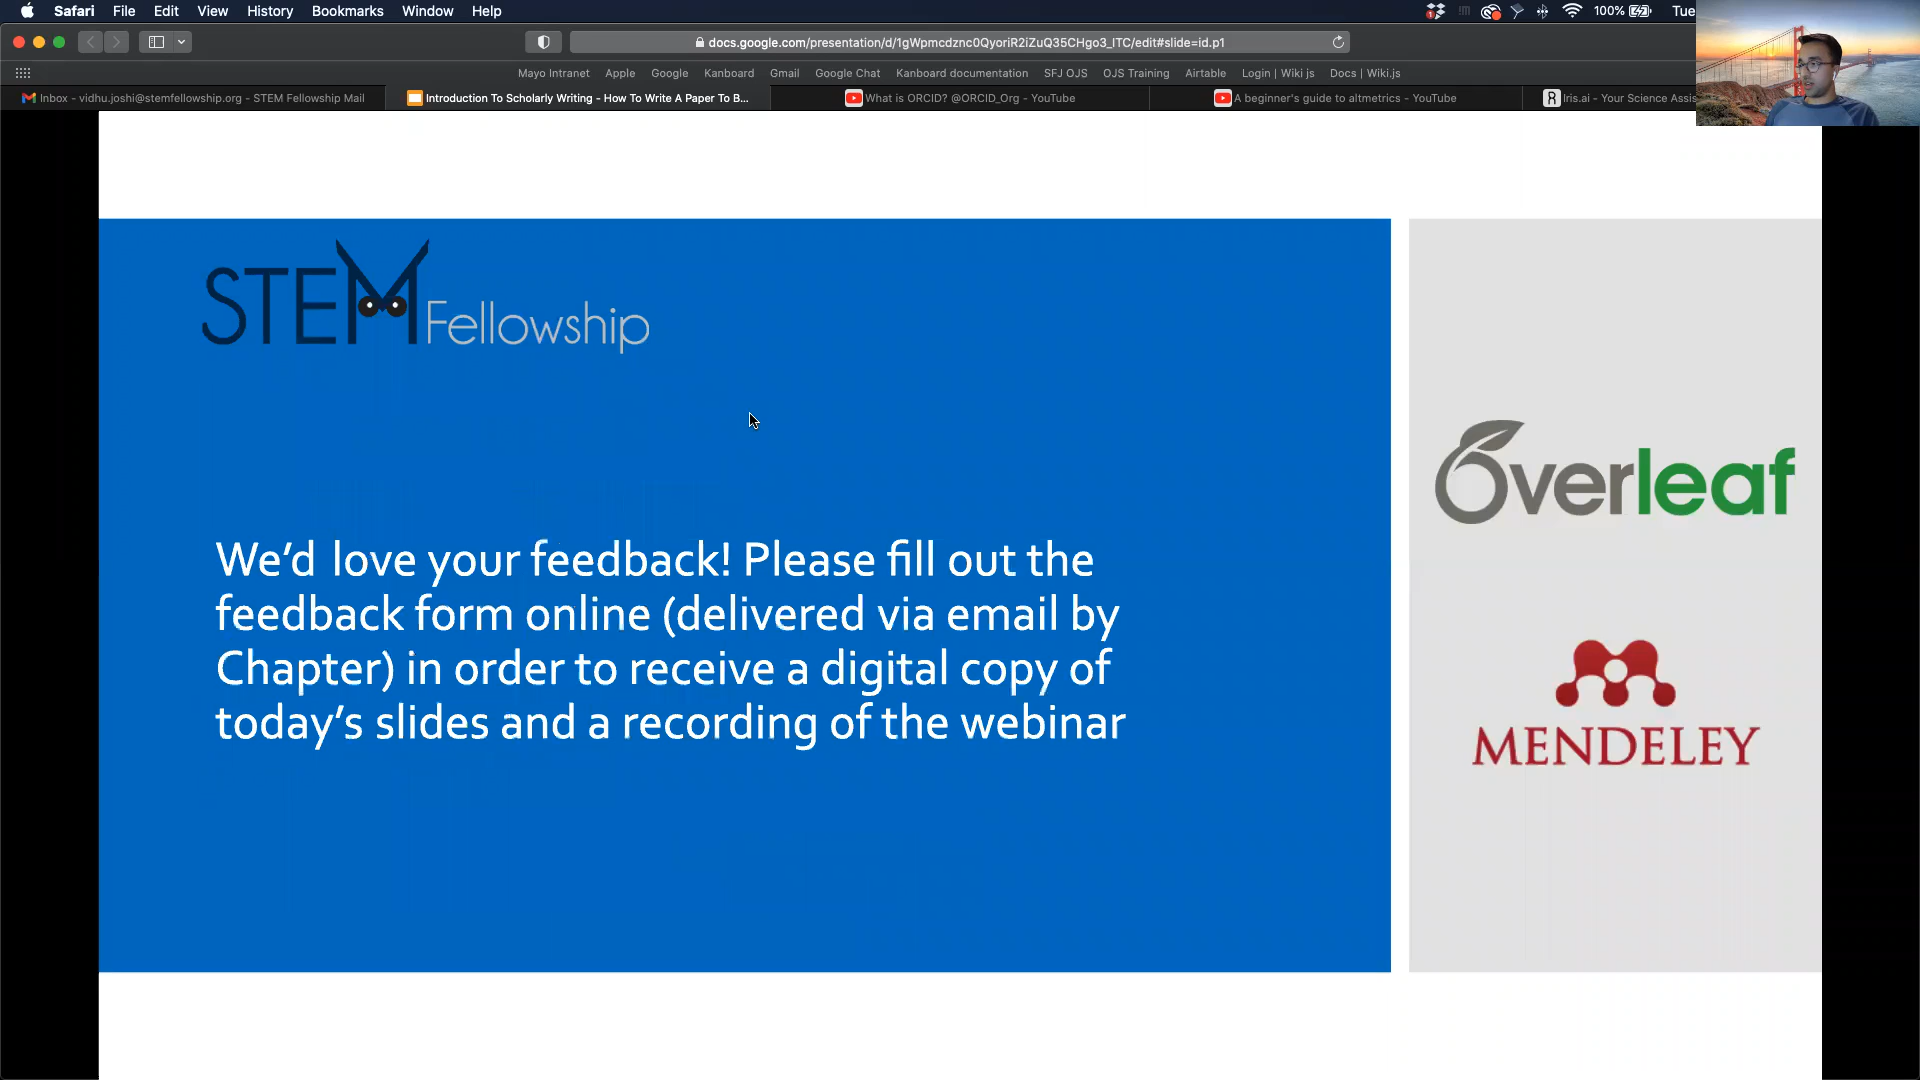 Safari File Edit View History Bookmarks Window Help 100% Tue
docs.google.com/presentation/d/1gWpmcdznc0QyoriR2iZuQ35CHgo3_ITC/edit#slide=id.p1
Mayo Intranet Apple Google Kanboard Gmail Google Chat Kanboard documentation SFJ OJS OJS Training Airtable Login | Wiki js Docs | Wiki.js
Inbox - vidhu.joshi@stemfellowship.org - STEM Fellowship Mail Introduction To Scholarly Writing - How To Write A Paper To B... What is ORCID? @ORCID_Org - YouTube A beginner's guide to altmetrics - YouTube R Iris.ai - Your Science Assis
STEM Fellowship
We'd love your feedback! Please fill out the
feedback form online (delivered via email by
Chapter) in order to receive a digital copy of
today's slides and a recording of the webinar
Overleaf
MENDELEY